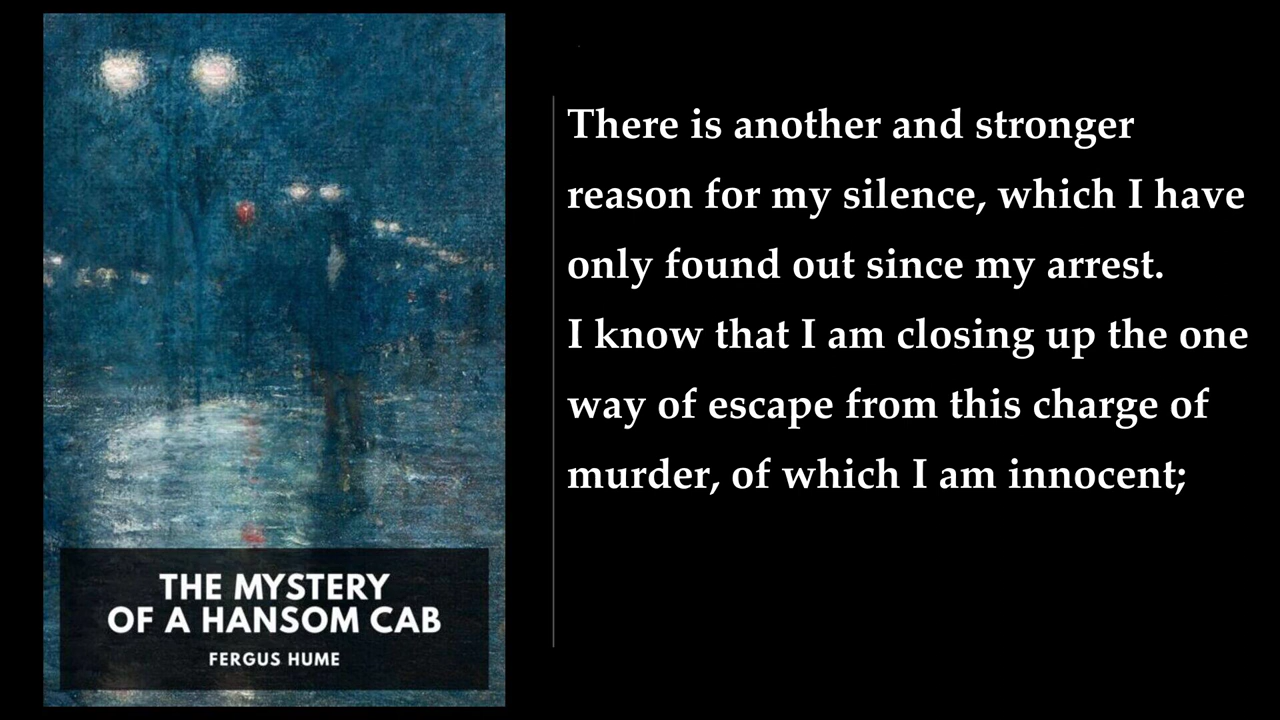 THE MYSTERY
OF A HANSOM CAB
FERGUS HUME
There is another and stronger
reason for my silence, which I have
only found out since my arrest.
I know that I am closing up the one
way of escape from this charge of
murder, of which I am innocent;